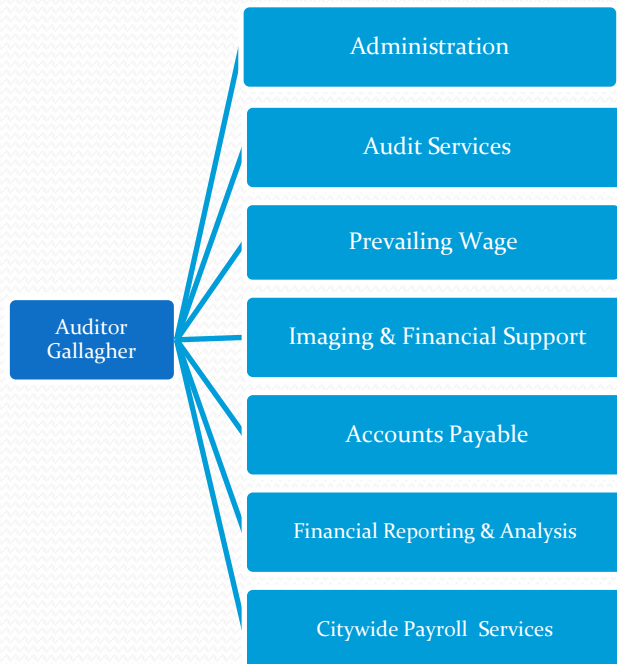 Administration
Audit Services
Prevailing Wage
Auditor
Gallagher
Imaging & Financial Support
Accounts Payable
Financial Reporting & Analysis
Citywide Payroll  Services